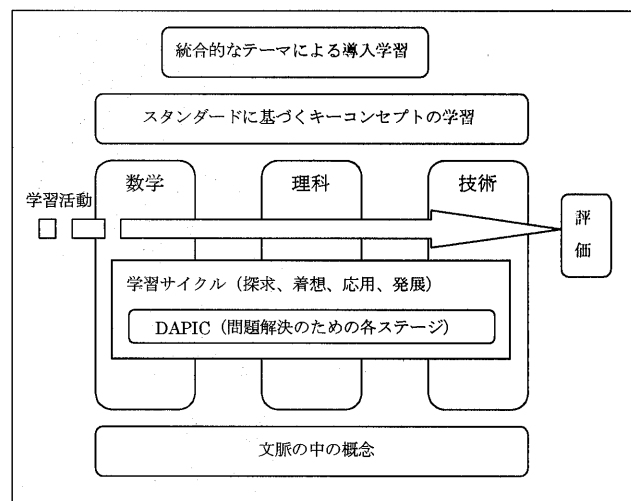 統合的なテーマによる導入学習
スタンダードに基づくキーコンセプトの学習
数学
理科
技術
学習活動
評価
学習サイクル（探求、着想、応用、発展）
DAPIC（問題解決のための各ステージ）
文脈の中の概念